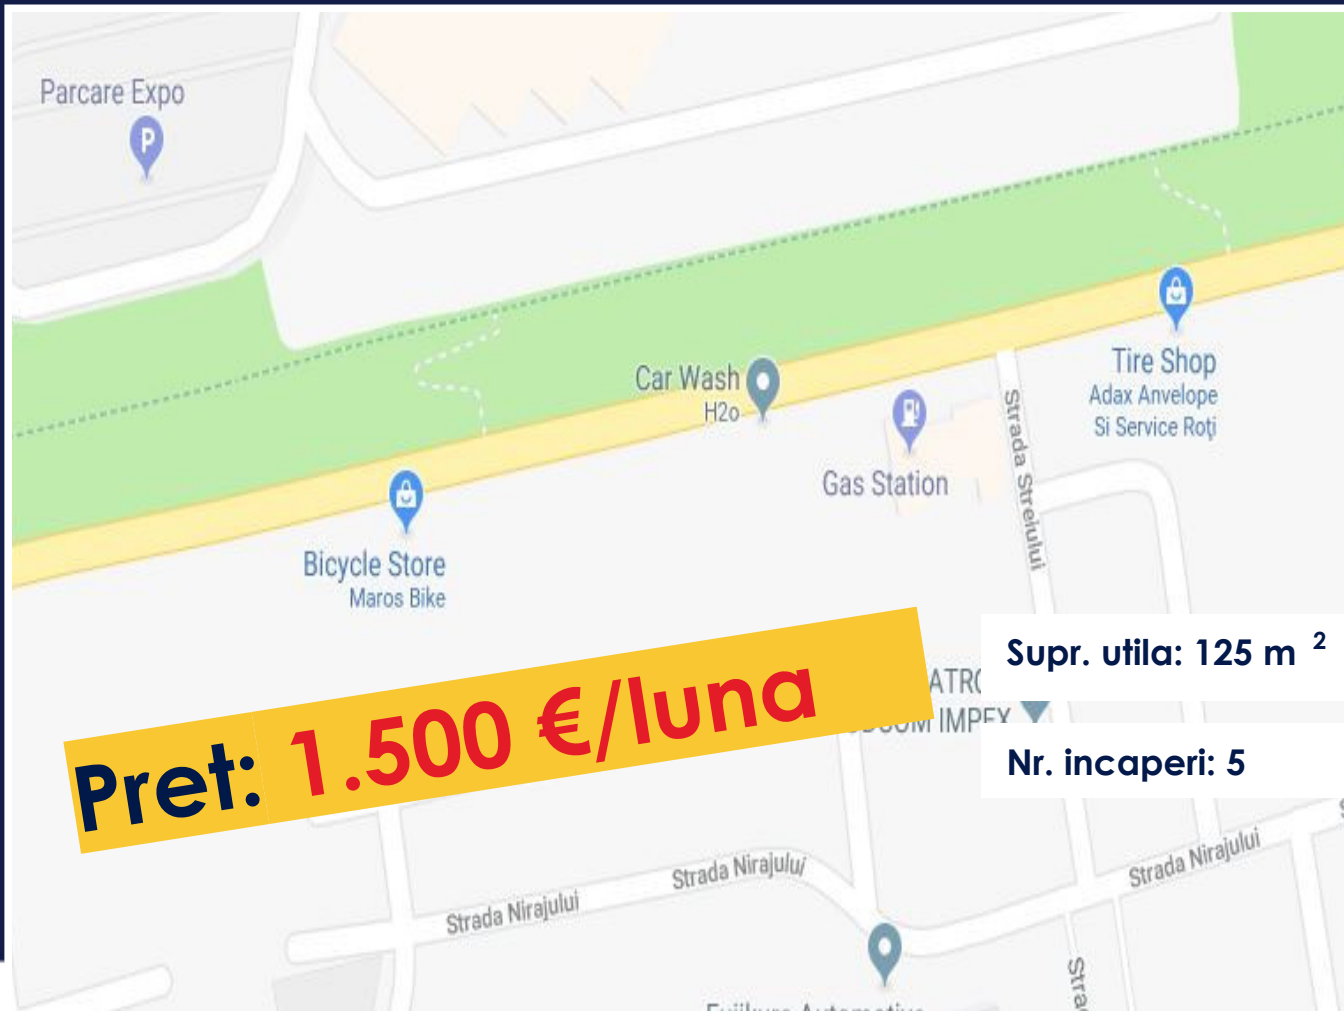 Parcare Expo
P
Car Wash
H2o
Tire Shop
Adax Anvelope
Si Service Roți
Gas Station
Strada Streiului
Bicycle Store
Maros Bike
Supr. utila: 125 m 2
IMPEX
Pret: 1.500 €/luna
Nr. incaperi: 5
Strada Nirajului
Strada Nirajului
Strada Nirajului